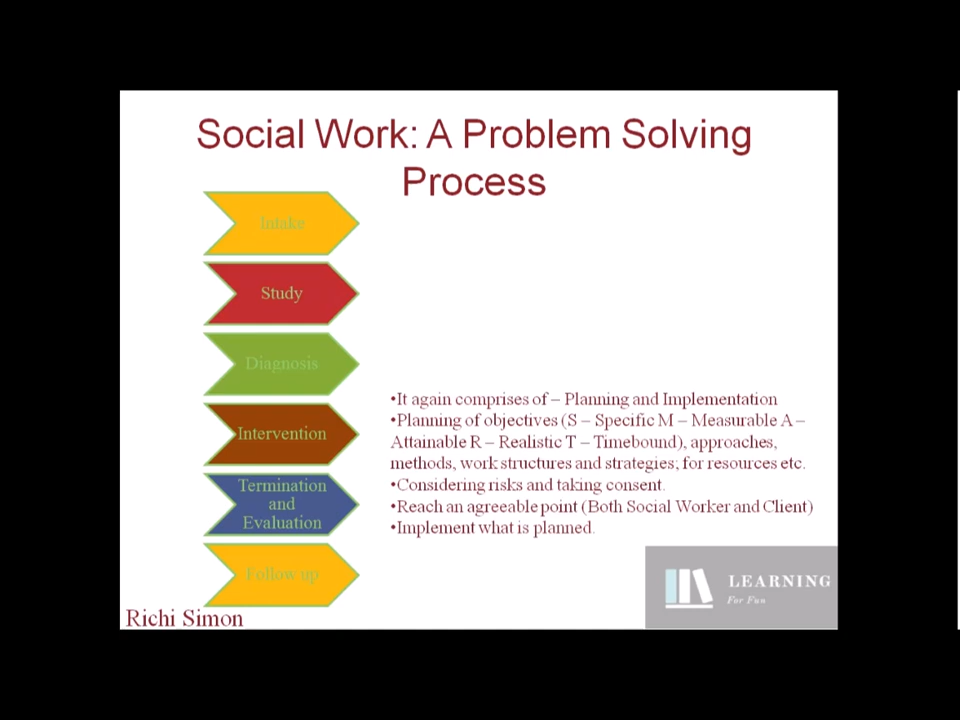 Social Work: A Problem Solving
Process
Intake
Study
Diagnosis
Intervention
Termination
and
Evaluation
Follow up
•It again comprises of – Planning and Implementation
•Planning of objectives (S – Specific M – Measurable A –
Attainable R – Realistic T – Timebound), approaches,
methods, work structures and strategies; for resources etc.
•Considering risks and taking consent.
•Reach an agreeable point (Both Social Worker and Client)
•Implement what is planned.
LEARNING
For Fun
Richi Simon